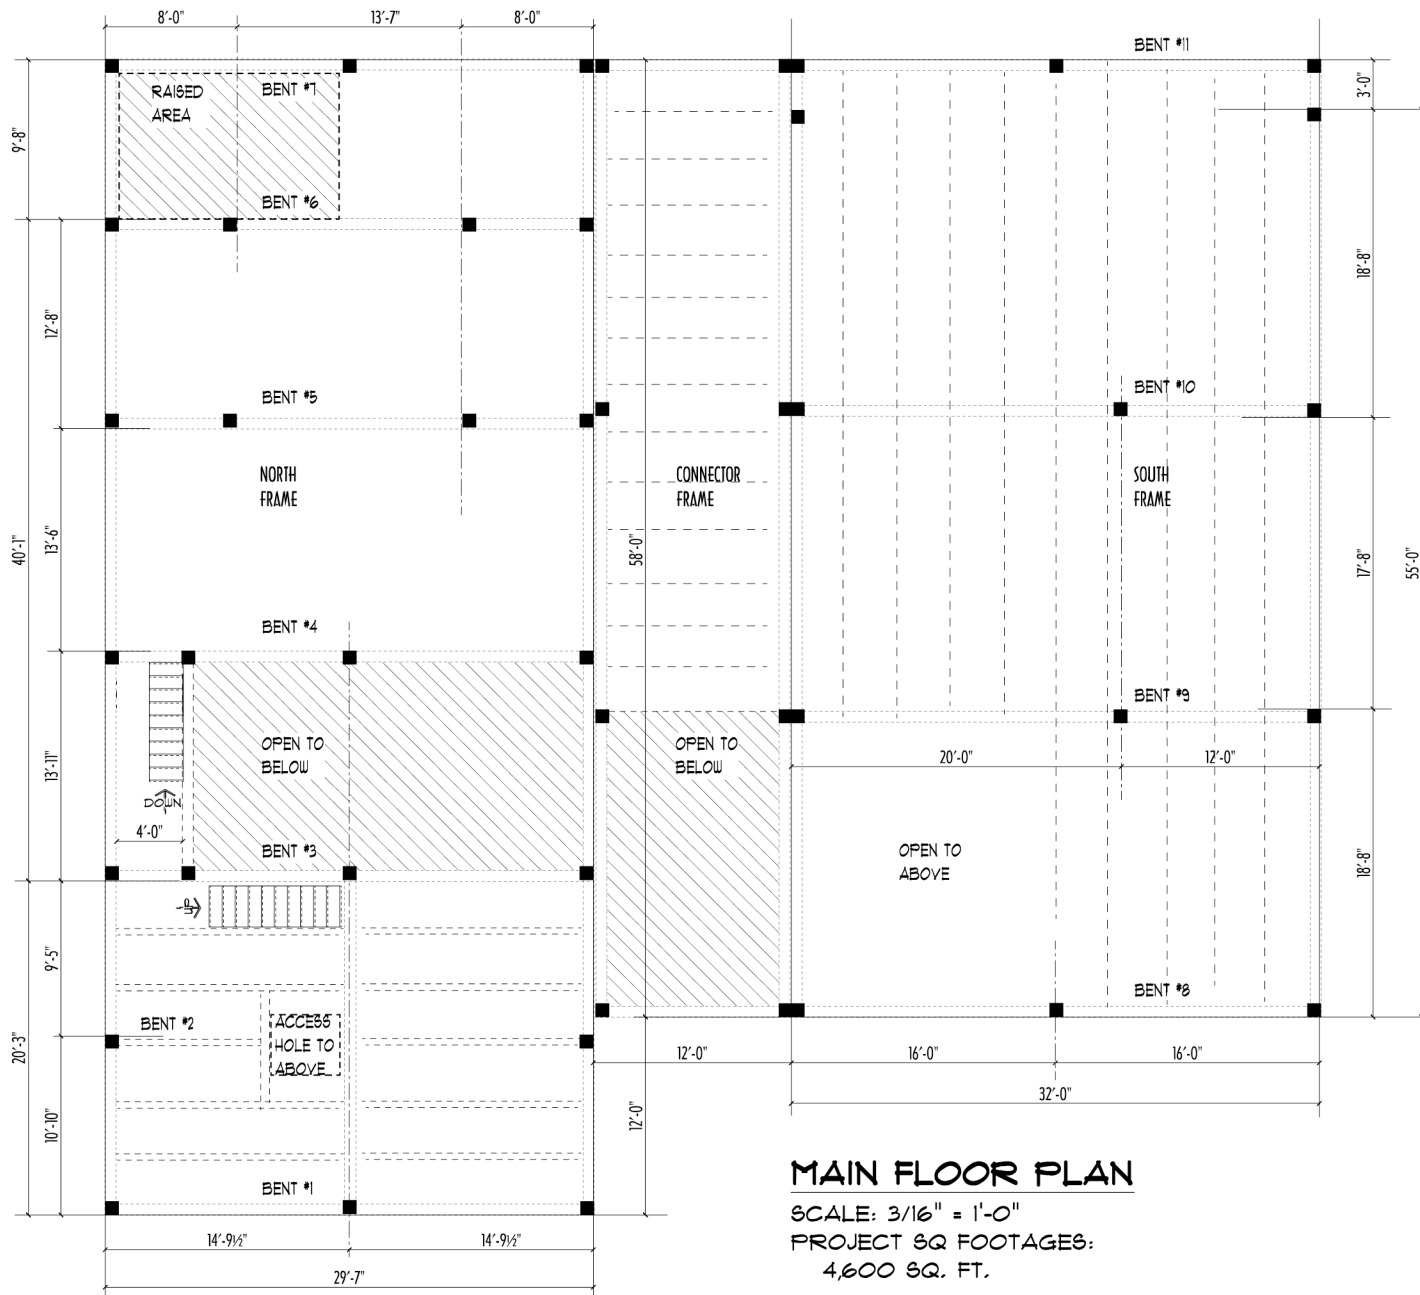 8'-0"
13'-7"
8'-0"
BENT #11
RAISED
AREA
BENT #7
3'-0"
9'-8"
BENT #6
18'-8"
12'-8"
BENT #5
BENT #10
NORTH
FRAME
CONNECTOR
FRAME
SOUTH
FRAME
40'-1"
13'-6"
58'-0"
17'-8"
55'-0"
BENT #4
BENT #9
OPEN TO
BELOW
OPEN TO
BELOW
20'-0"
12'-0"
13'-11"
DOWN
4'-0"
BENT #3
OPEN TO
ABOVE
18'-8"
UP
9'-5"
BENT #8
BENT #2
ACCESS
HOLE TO
ABOVE
20'-3"
12'-0"
16'-0"
16'-0"
32'-0"
10'-10"
12'-0"
BENT #1
14'-9½"
14'-9½"
29'-7"
MAIN FLOOR PLAN
SCALE: 3/16" = 1'-0"
PROJECT SQ FOOTAGES:
4,600 SQ. FT.